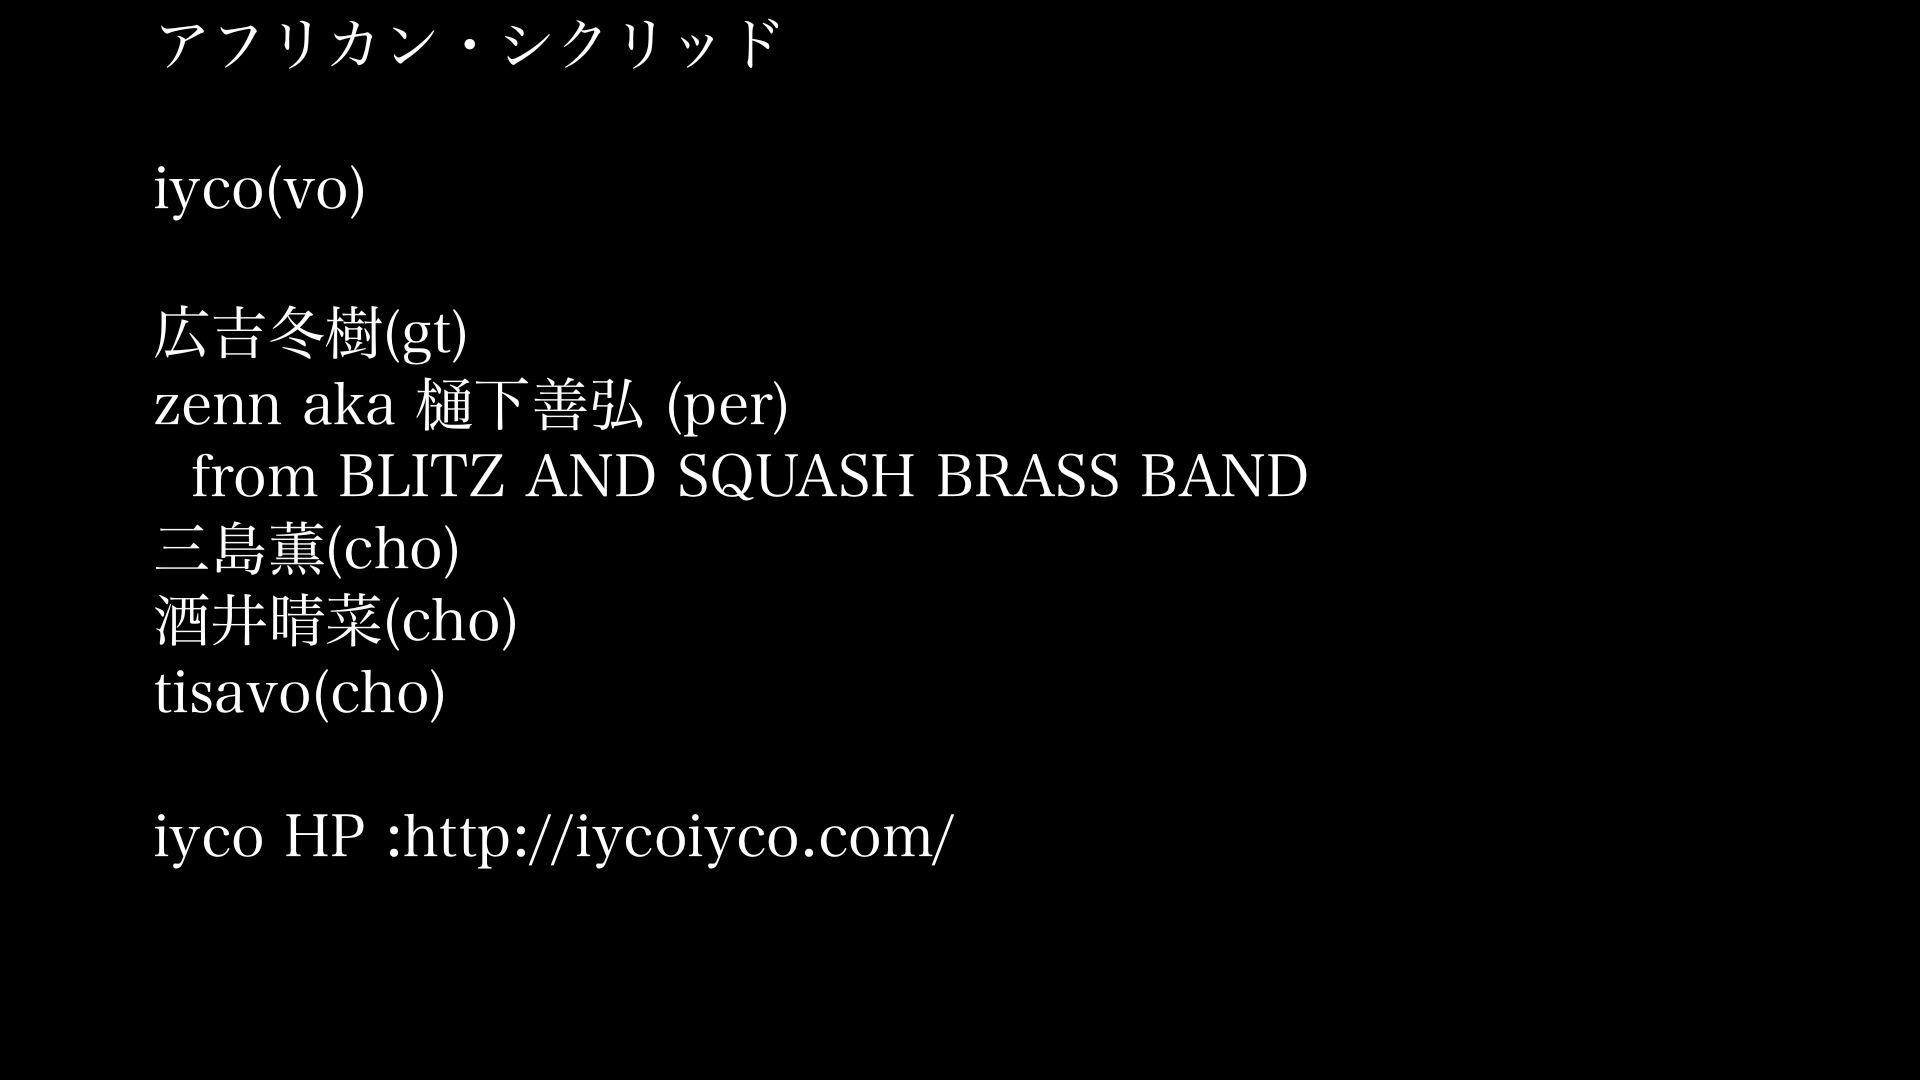 アフリカン・シクリッド
iyco(vo)
広吉冬樹(gt)
zenn aka 樋下善弘 (per)
from BLITZ AND SQUASH BRASS BAND
三島薫(cho)
酒井晴菜(cho)
tisavo(cho)
iyco HP :http://iycoiyco.com/